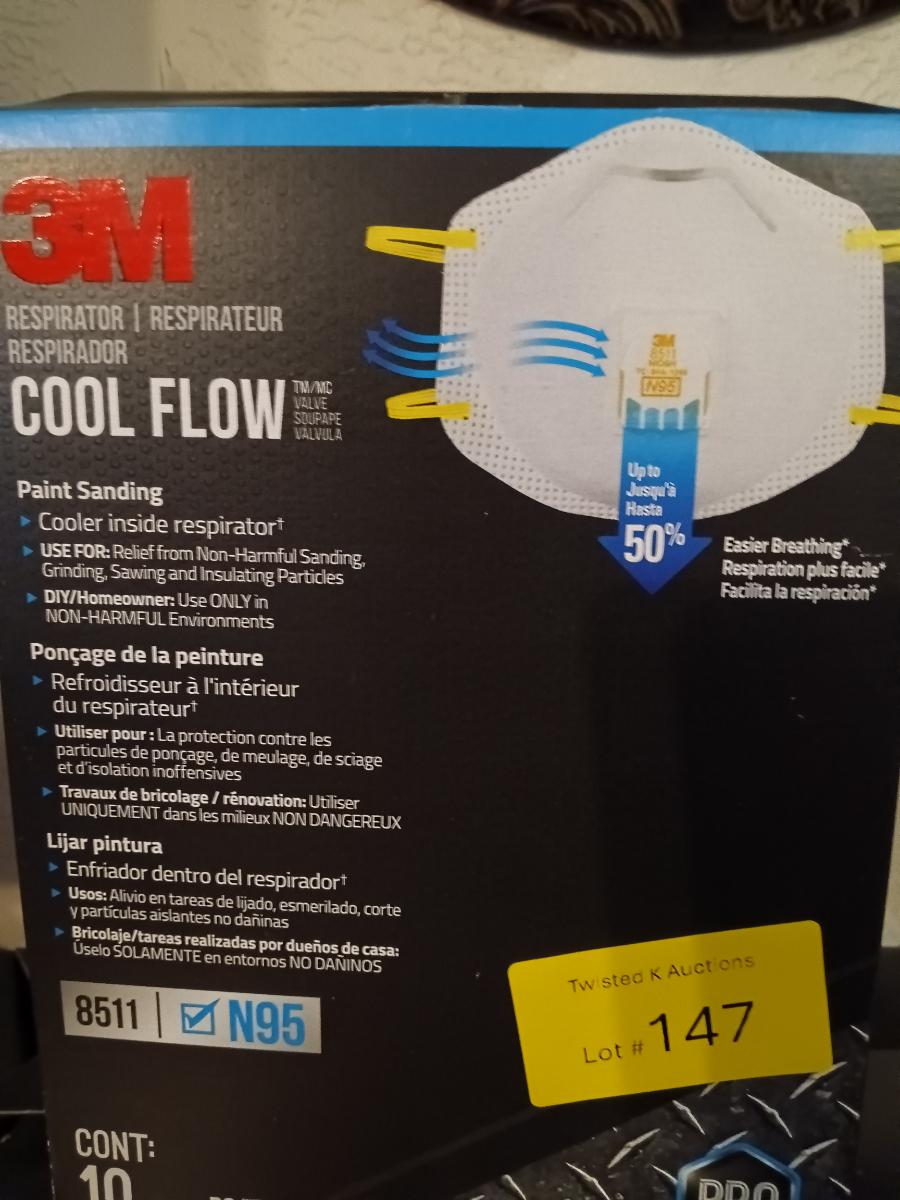 3M
RESPIRATOR | RESPIRATEUR
RESPIRADOR
COOL FLOW
TM/MC
VALVE
SOUPAPE
VÁLVULA
3M
8511
NIOSH
N95
Up to
Jusqu'à
Hasta
50%
Easier Breathing*
Respiration plus facile*
Facilita la respiración*
Paint Sanding
Cooler inside respirator†
USE FOR: Relief from Non-Harmful Sanding,
Grinding, Sawing and Insulating Particles
DIY/Homeowner: Use ONLY in
NON-HARMFUL Environments
Ponçage de la peinture
Refroidisseur à l'intérieur
du respirateur†
Utiliser pour : La protection contre les
particules de ponçage, de meulage, de sciage
et d'isolation inoffensives
Travaux de bricolage / rénovation: Utiliser
UNIQUEMENT dans les milieux NON DANGEREUX
Lijar pintura
Enfriador dentro del respirador†
Usos: Alivio en tareas de lijado, esmerilado, corte
y partículas aislantes no dañinas
Bricolaje/tareas realizadas por dueños de casa:
Úselo SOLAMENTE en entornos NO DAÑINOS
8511 | N95
Twisted K Auctions
Lot # 147
CONT:
10
PRO